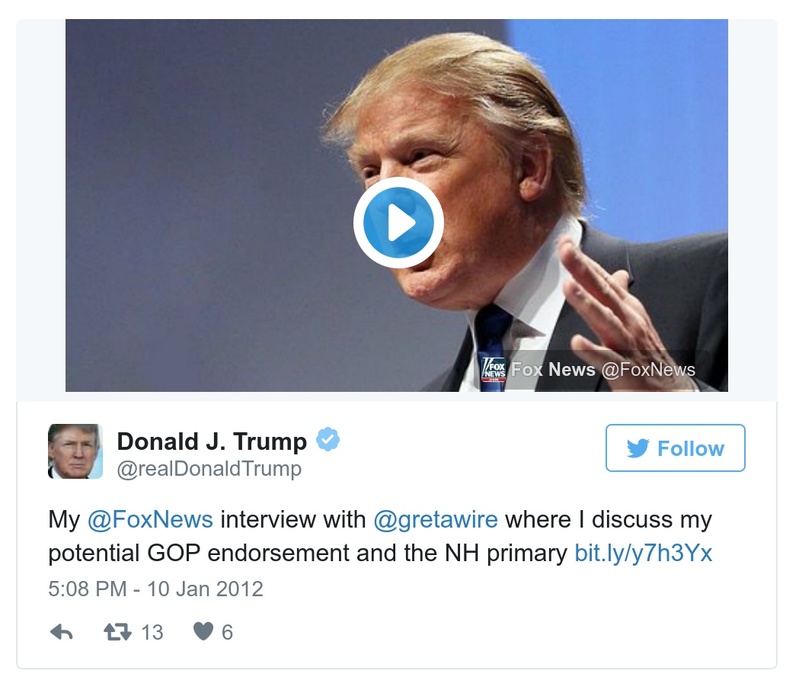 FOX
NEWS
Fox News @FoxNews
Donald J. Trump
@realDonaldTrump
Follow
My @FoxNews interview with @gretawire where I discuss my
potential GOP endorsement and the NH primary bit.ly/y7h3Yx
5:08 PM - 10 Jan 2012
13 6